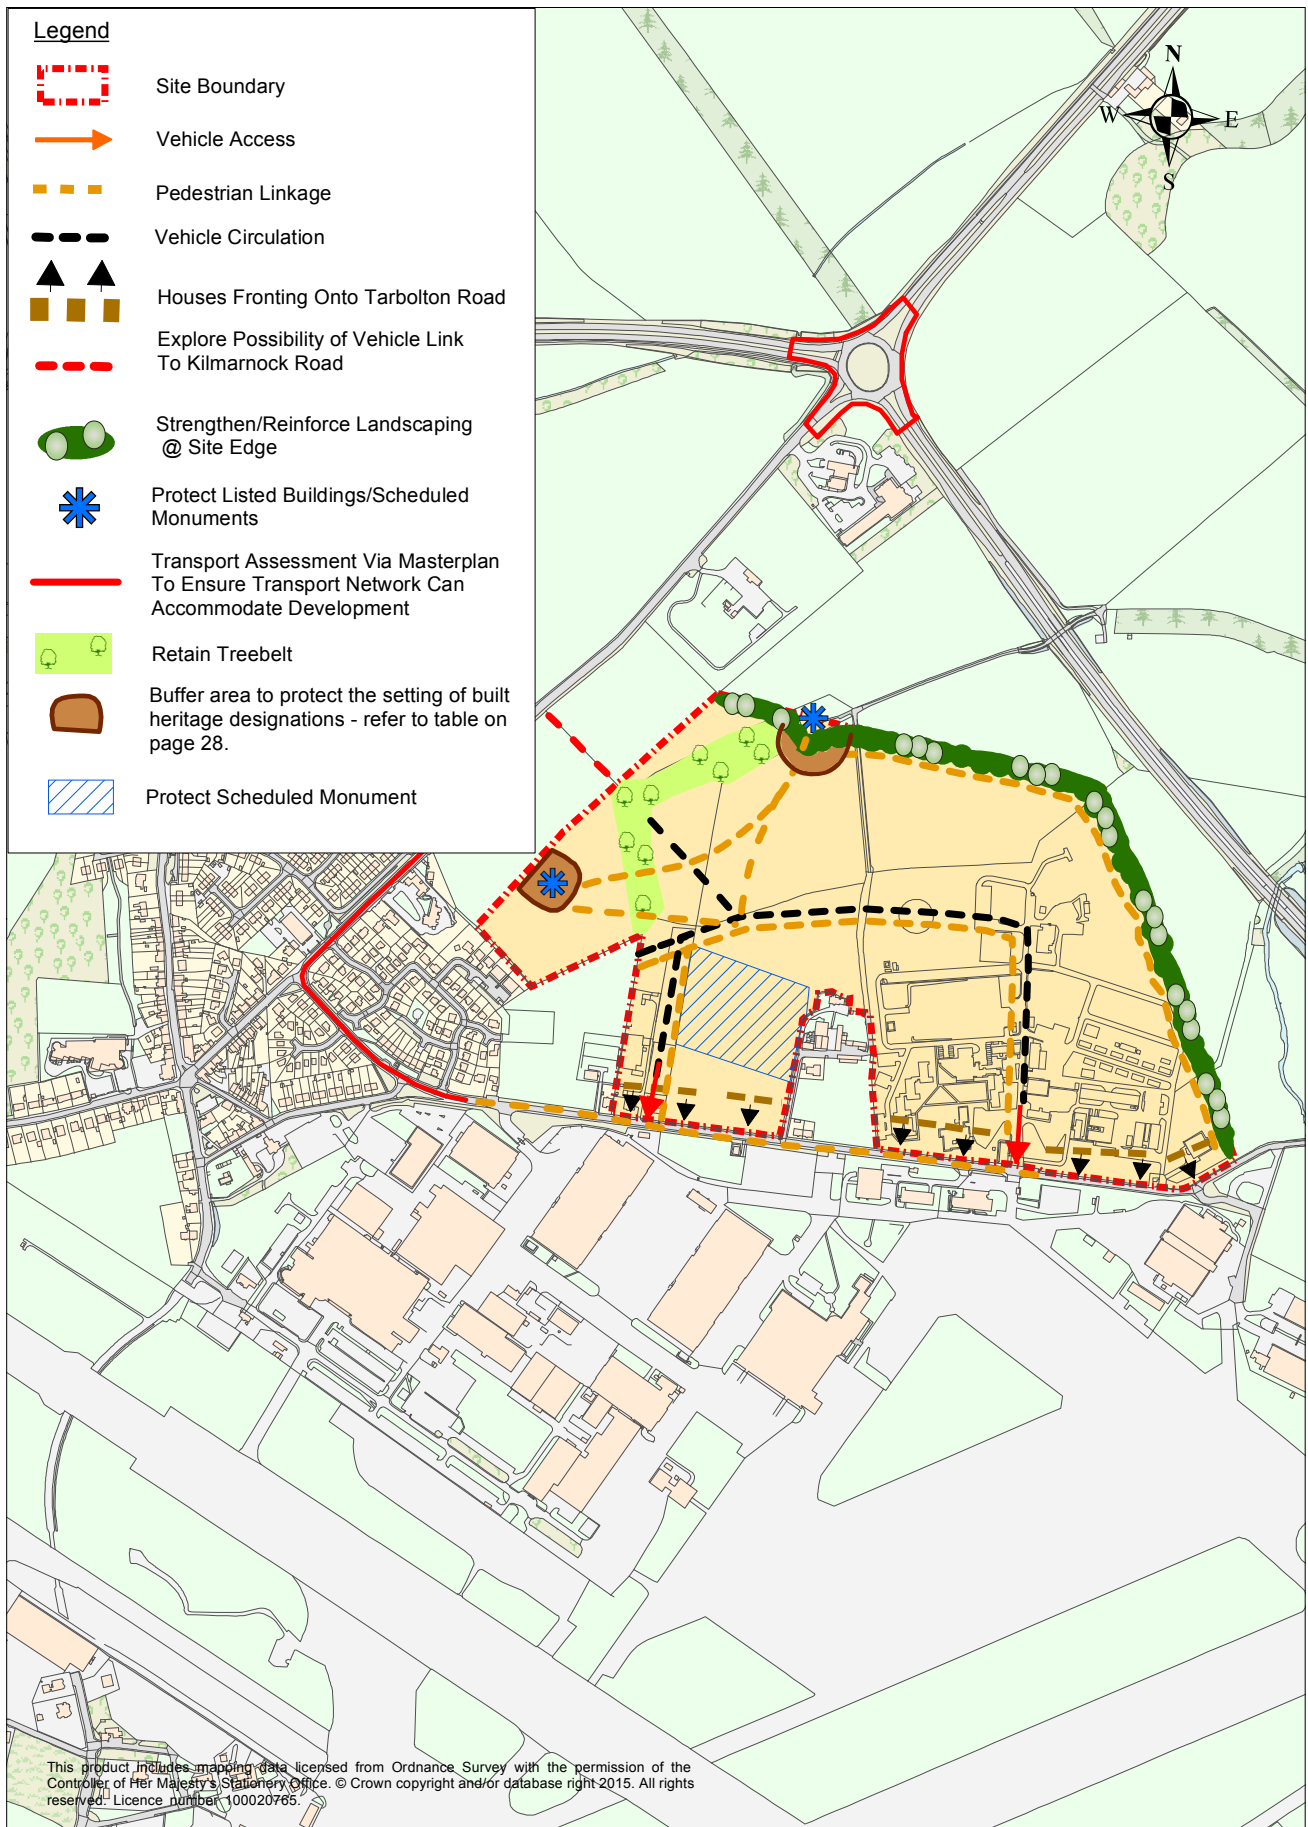 Legend
Site Boundary
Vehicle Access
Pedestrian Linkage
Vehicle Circulation
Houses Fronting Onto Tarbolton Road
Explore Possibility of Vehicle Link
To Kilmarnock Road
Strengthen/Reinforce Landscaping
@ Site Edge
Protect Listed Buildings/Scheduled
Monuments
Transport Assessment Via Masterplan
To Ensure Transport Network Can
Accommodate Development
Retain Treebelt
Buffer area to protect the setting of built
heritage designations - refer to table on
page 28.
Protect Scheduled Monument
N
W
E
S
This product includes mapping data licensed from Ordnance Survey with the permission of the
Controller of Her Majesty's Stationery Office. © Crown copyright and/or database right 2015. All rights
reserved. Licence number 100020765.